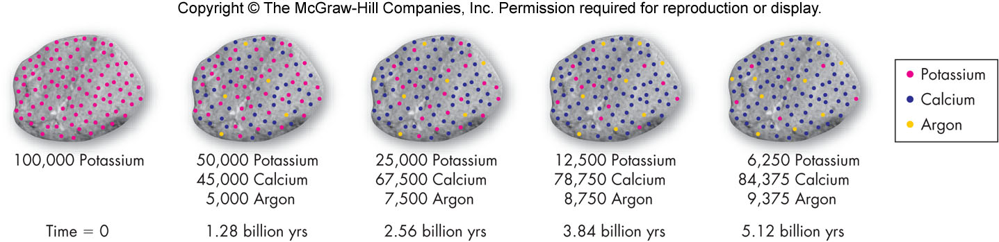 Copyright © The McGraw-Hill Companies, Inc. Permission required for reproduction or display.
100,000 Potassium
50,000 Potassium
45,000 Calcium
5,000 Argon
25,000 Potassium
67,500 Calcium
7,500 Argon
12,500 Potassium
78,750 Calcium
8,750 Argon
6,250 Potassium
84,375 Calcium
9,375 Argon
Time = 0
1.28 billion yrs
2.56 billion yrs
3.84 billion yrs
5.12 billion yrs
Potassium
Calcium
Argon